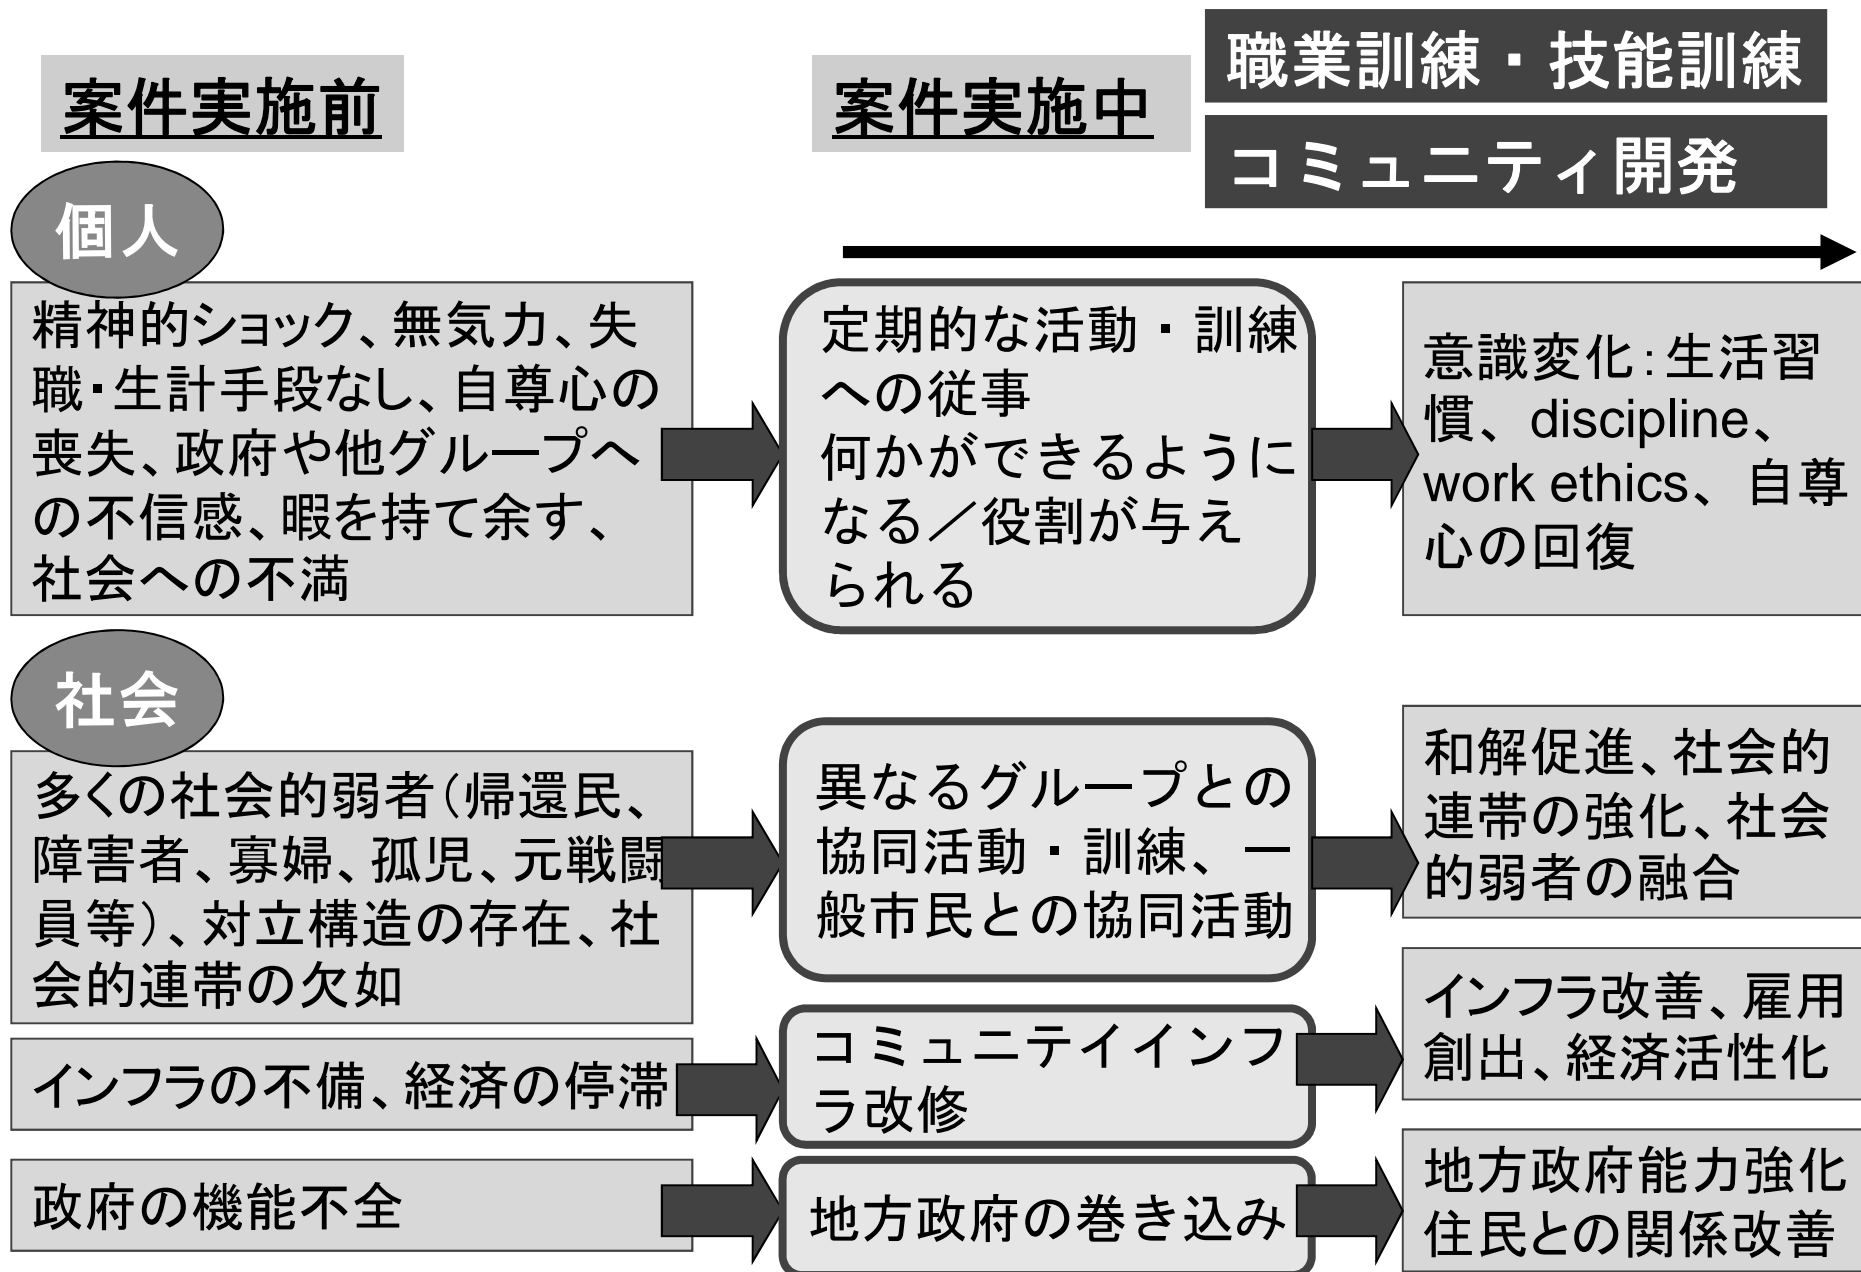 案件実施前
案件実施中
職業訓練・技能訓練
コミュニティ開発
個人
精神的ショック、無気力、失
職・生計手段なし、自尊心の
喪失、政府や他グループへ
の不信感、暇を持て余す、
社会への不満
定期的な活動・訓練
への従事
何かができるように
なる／役割が与え
られる
意識変化：生活習
慣、discipline、
work ethics、自尊
心の回復
社会
多くの社会的弱者（帰還民、
障害者、寡婦、孤児、元戦闘
員等）、対立構造の存在、社
会的連帯の欠如
異なるグループとの
協同活動・訓練、一
般市民との協同活動
和解促進、社会的
連帯の強化、社会
的弱者の融合
インフラの不備、経済の停滞
コミュニテイインフ
ラ改修
インフラ改善、雇用
創出、経済活性化
政府の機能不全
地方政府の巻き込み
地方政府能力強化
住民との関係改善